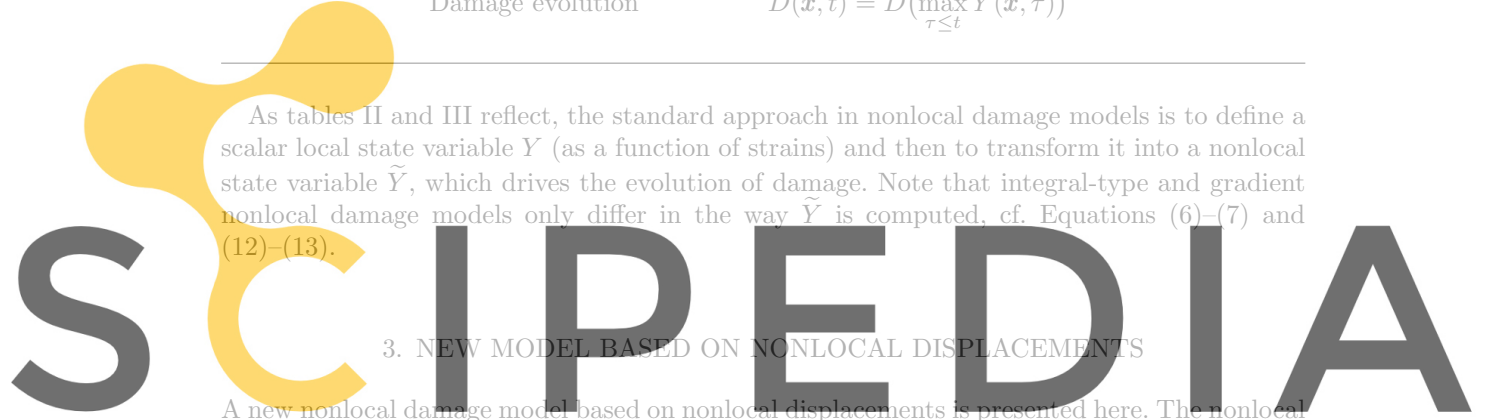 Damage evolution D(x, t) = D(max Y(x, τ))
τ≤t
As tables II and III reflect, the standard approach in nonlocal damage models is to define a
scalar local state variable Y (as a function of strains) and then to transform it into a nonlocal
state variable Ỹ, which drives the evolution of damage. Note that integral-type and gradient
nonlocal damage models only differ in the way Ỹ is computed, cf. Equations (6)–(7) and
(12)–(13).
SCIPEDIA
3. NEW MODEL BASED ON NONLOCAL DISPLACEMENTS
A new nonlocal damage model based on nonlocal displacements is presented here. The nonlocal